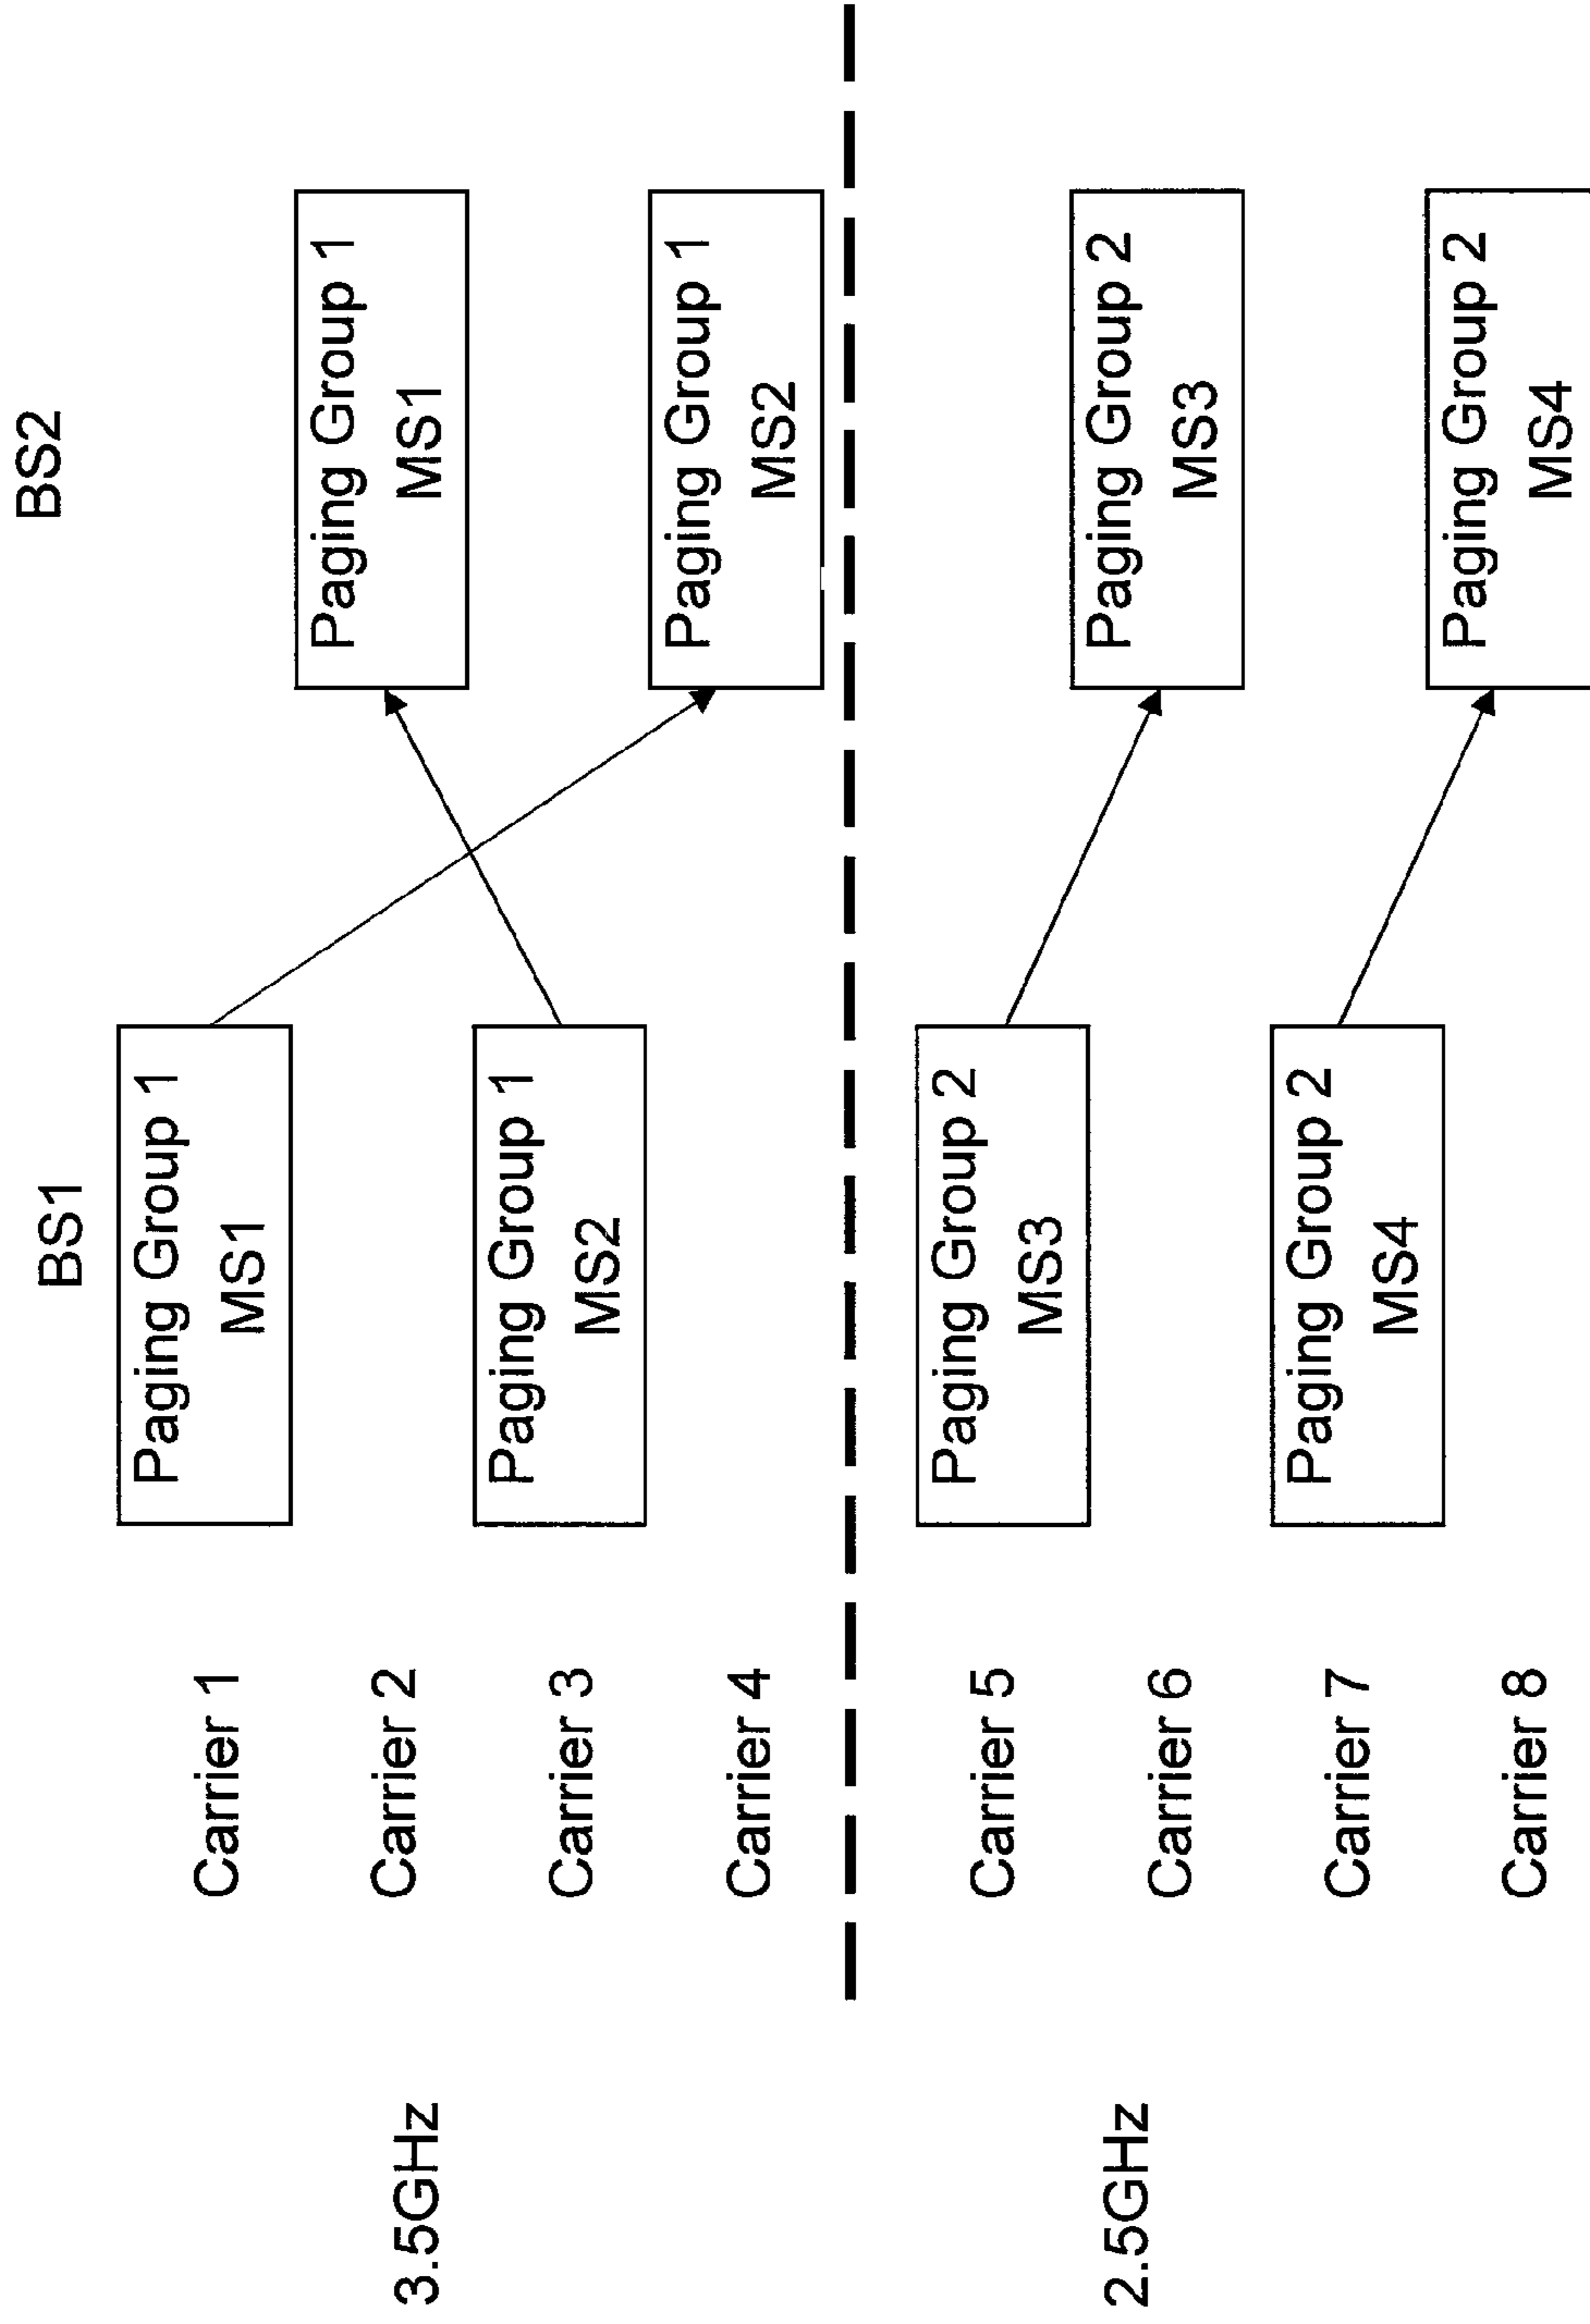 BS1
BS2
3.5GHz
Carrier 1
Paging Group 1
MS1
Carrier 2
Paging Group 1
MS1
Carrier 3
Paging Group 1
MS2
Carrier 4
Paging Group 1
MS2
2.5GHz
Carrier 5
Paging Group 2
MS3
Carrier 6
Paging Group 2
MS3
Carrier 7
Paging Group 2
MS4
Carrier 8
Paging Group 2
MS4